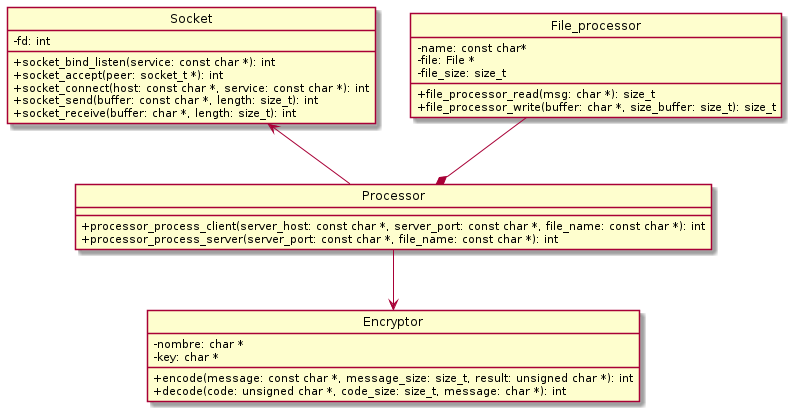 Socket
-fd: int
+socket_bind_listen(service: const char *): int
+socket_accept(peer: socket_t *): int
+socket_connect(host: const char *, service: const char *): int
+socket_send(buffer: const char *, length: size_t): int
+socket_receive(buffer: char *, length: size_t): int
File_processor
-name: const char*
-file: File *
-file_size: size_t
+file_processor_read(msg: char *): size_t
+file_processor_write(buffer: char *, size_buffer: size_t): size_t
Processor
+processor_process_client(server_host: const char *, server_port: const char *, file_name: const char *): int
+processor_process_server(server_port: const char *, file_name: const char *): int
Encryptor
-nombre: char *
-key: char *
+encode(message: const char *, message_size: size_t, result: unsigned char *): int
+decode(code: unsigned char *, code_size: size_t, message: char *): int